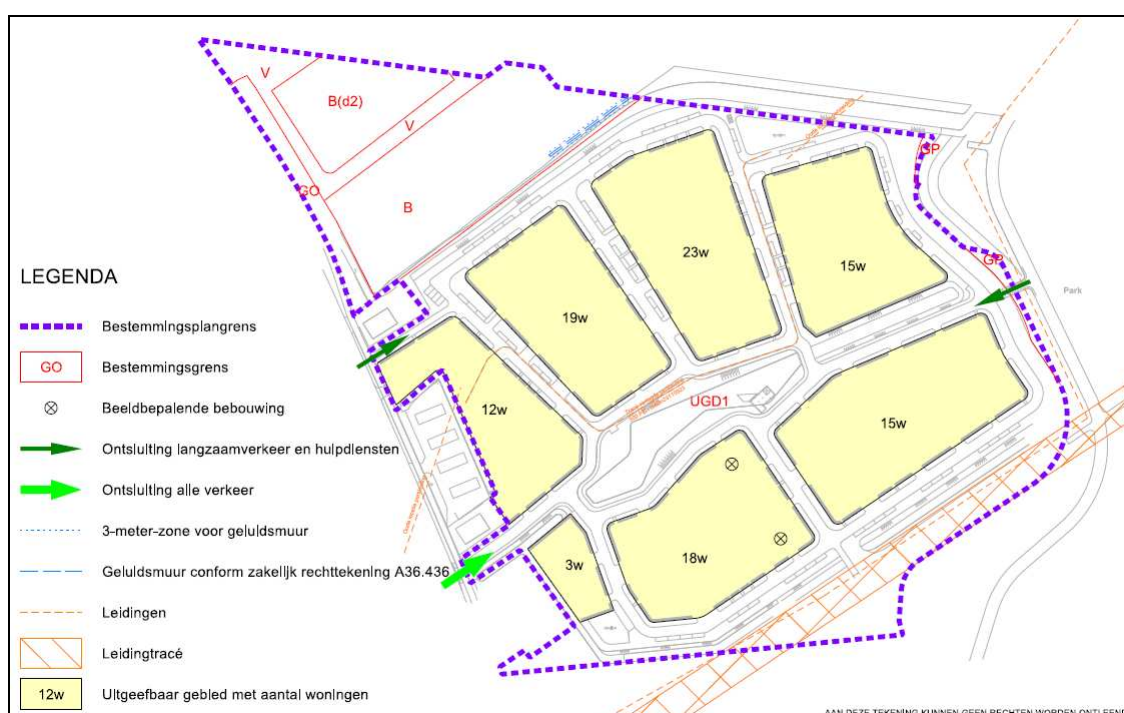 V
B(d2)
V
GP
GO
B
23w
15w
GP
LEGENDA
Park
19w
Bestemmingsplangrens
GO Bestemmingsgrens
12w
UGD1
Beeldbepalende bebouwing
15w
Ontsluiting langzaamverkeer en hulpdiensten
Ontsluiting alle verkeer
3-meter-zone voor geluidsmuur
18w
3w
Geluidsmuur conform zakelijk rechttekening A36.436
Leidingen
Leidingtracé
12w Uitgeefbaar gebied met aantal woningen
AAN DEZE TEKENING KUNNEN GEEN RECHTEN WORDEN ONTLEEND